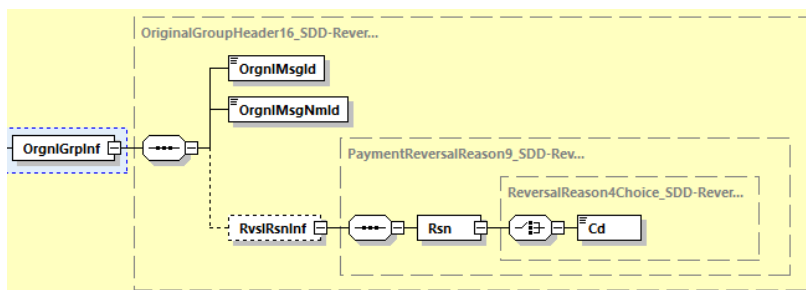 OriginalGroupHeader16_SDD-Rever...
OrgnlMsgId
OrgnlMsgNmId
OrgnlGrpInf
PaymentReversalReason9_SDD-Rev...
ReversalReason4Choice_SDD-Rever...
RvslRsnInf
Rsn
Cd